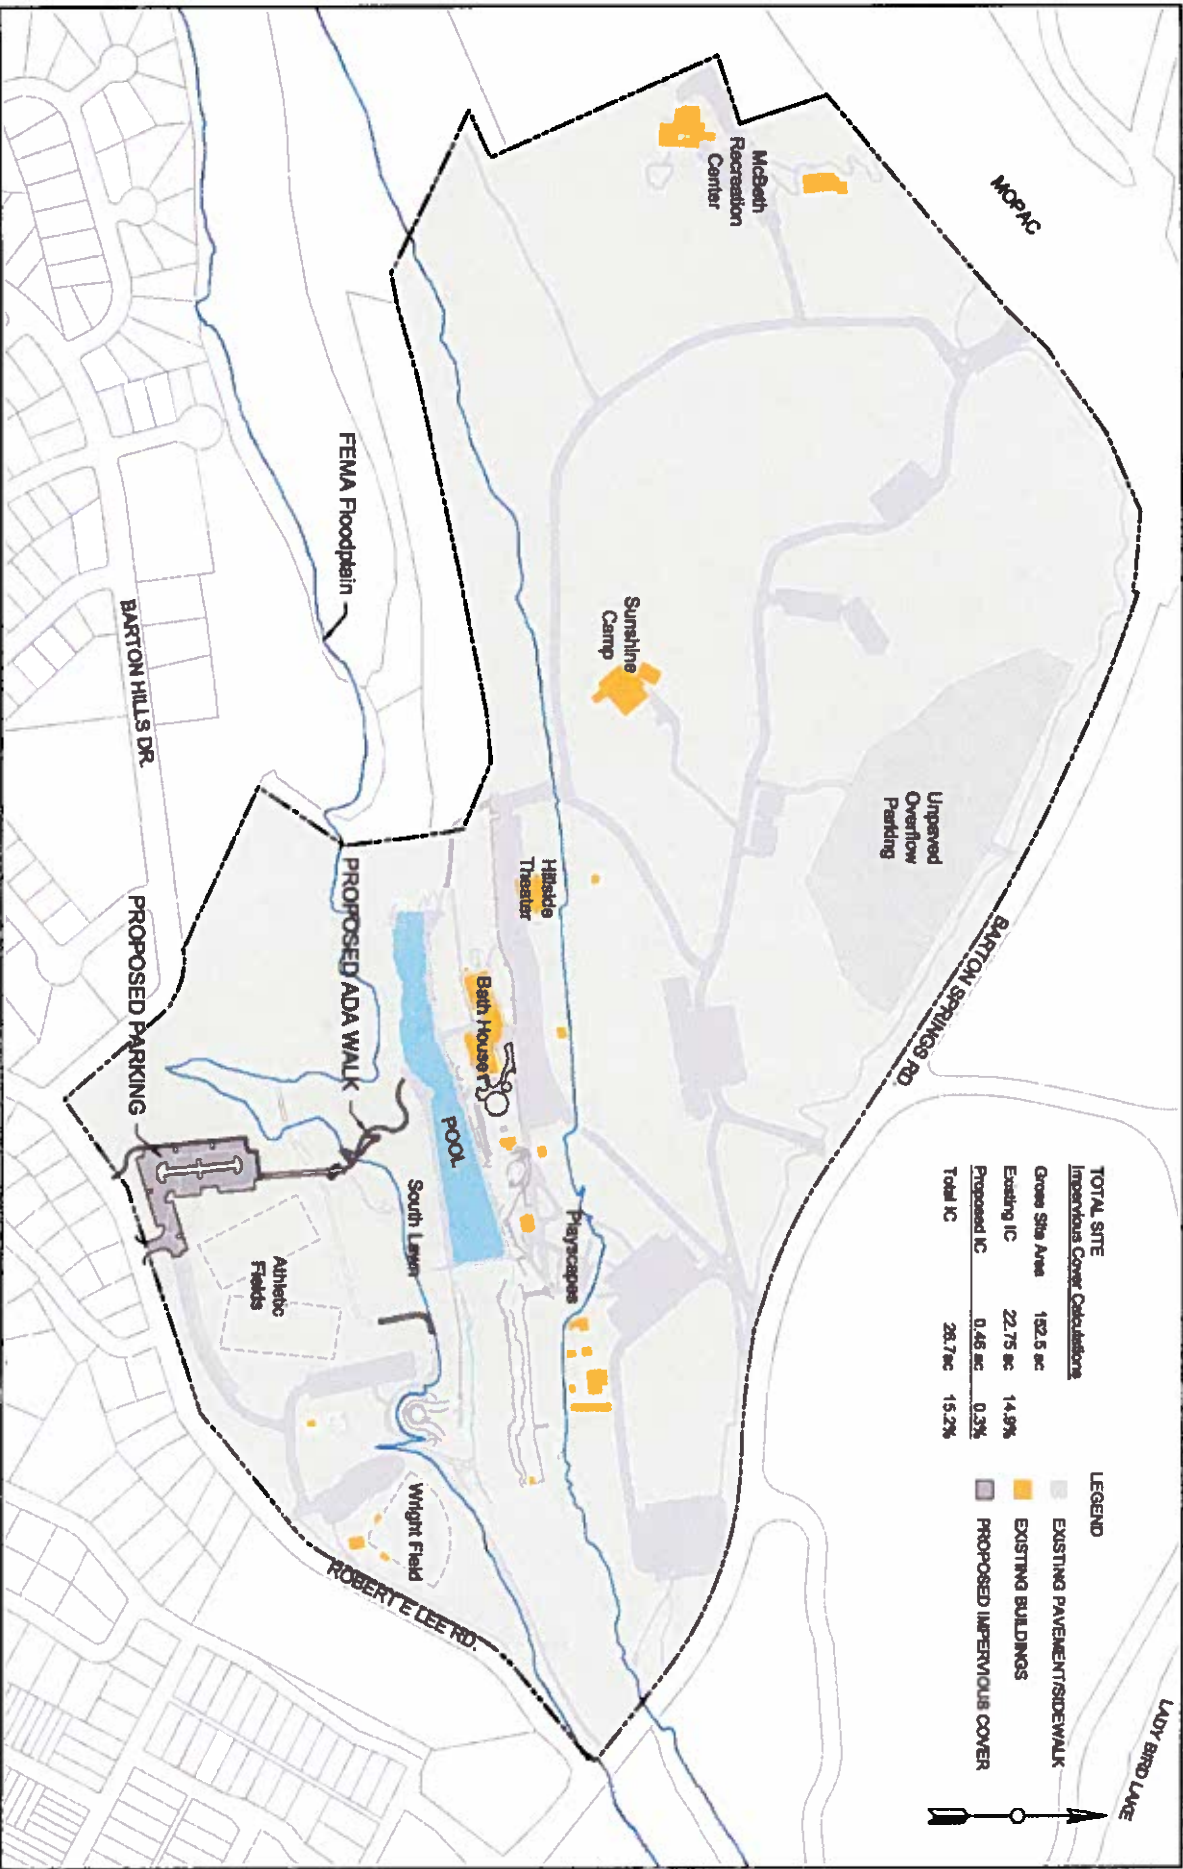 MOPAC
McBeth
Recreation
Center
LADY BIRD LAKE
BARTON SPRINGS RD.
Unpaved
Overflow
Parking
Sunshine
Camp
TOTAL SITE
Impervious Cover Calculations
Gross Site Area 152.5 ac
Existing IC 22.75 ac 14.9%
Proposed IC 0.46 ac 0.3%
Total IC 26.7ac 15.2%
LEGEND
EXISTING PAVEMENT/SIDEWALK
EXISTING BUILDINGS
PROPOSED IMPERVIOUS COVER
Hillside
Theater
Bath House
POOL
Playscapes
South Lawn
FEMA Floodplain
PROPOSED ADA WALK
BARTON HILLS DR.
PROPOSED PARKING
Athletic
Fields
Wright Field
ROBERT E LEE RD.